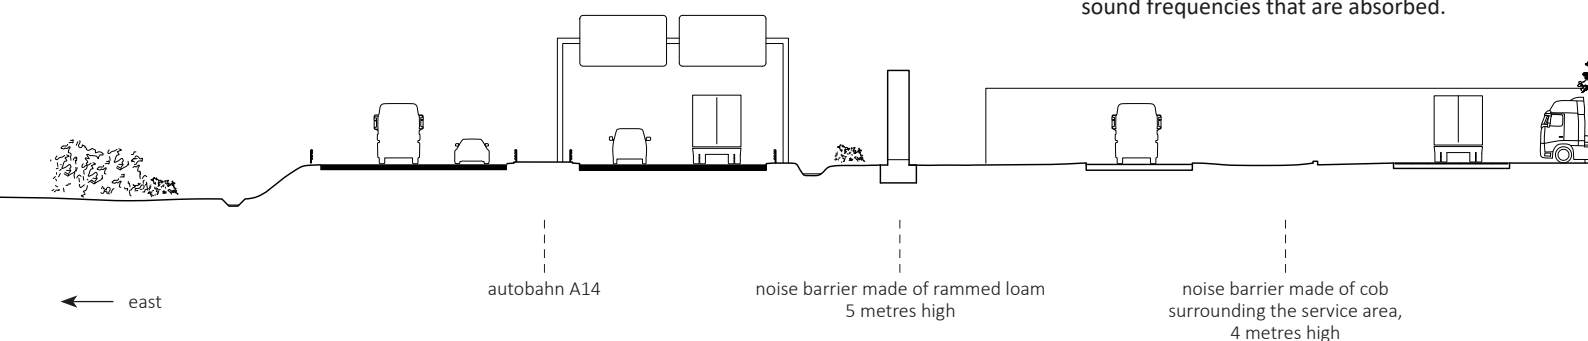 sound frequencies that are absorbed.
east
autobahn A14
noise barrier made of rammed loam
5 metres high
noise barrier made of cob
surrounding the service area,
4 metres high